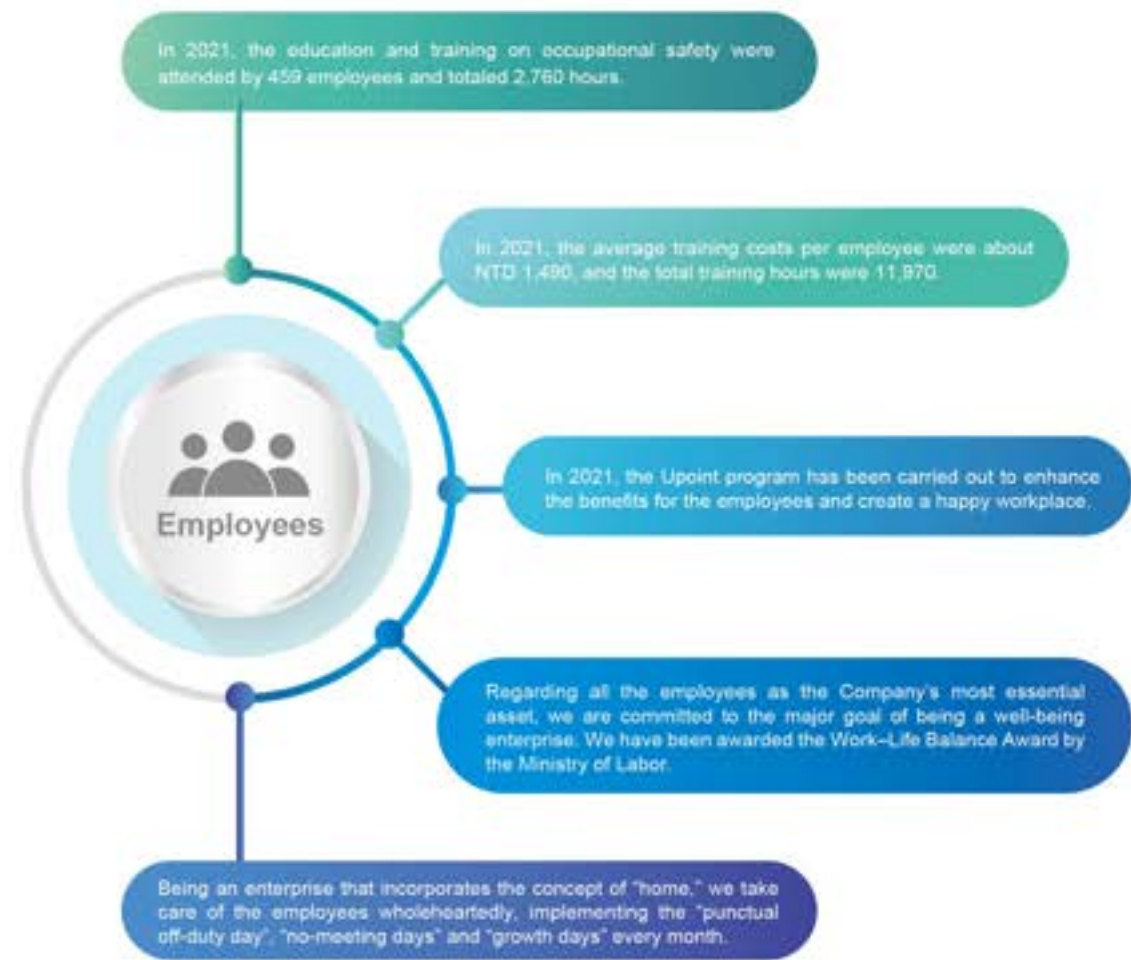 In 2021, the education and training on occupational safety were
attended by 459 employees and totaled 2,760 hours.
In 2021, the average training costs per employee were about
NTD 1,490, and the total training hours were 11,970.
Employees
In 2021, the Upoint program has been carried out to enhance
the benefits for the employees and create a happy workplace.
Regarding all the employees as the Company's most essential
asset, we are committed to the major goal of being a well-being
enterprise. We have been awarded the Work–Life Balance Award by
the Ministry of Labor.
Being an enterprise that incorporates the concept of "home," we take
care of the employees wholeheartedly, implementing the "punctual
off-duty day", "no-meeting days" and "growth days" every month.